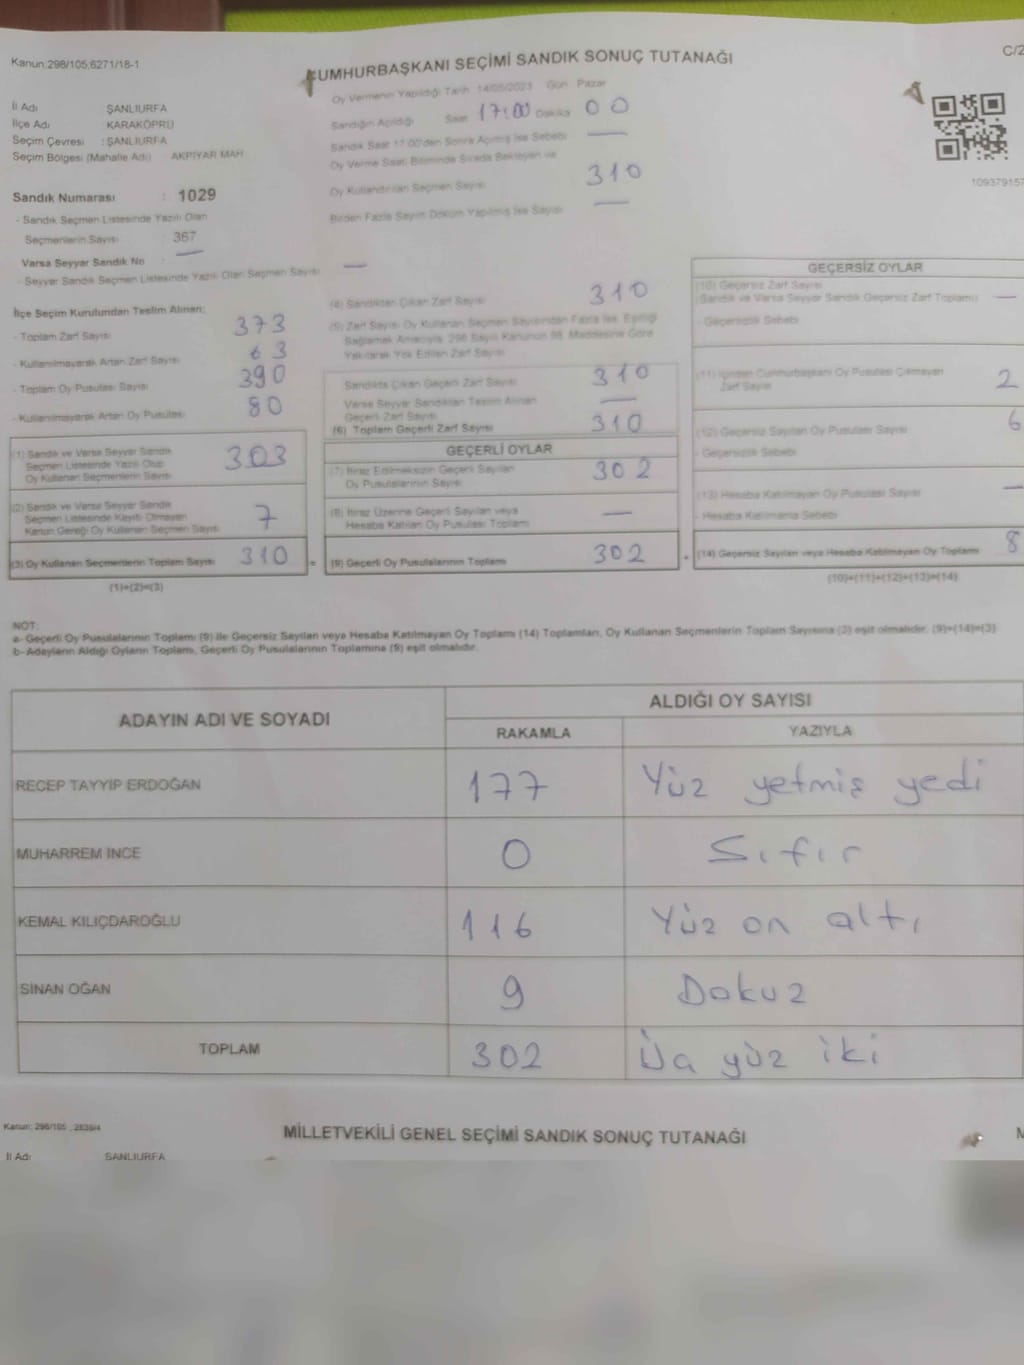 Kanun:298/105;6271/18-1
CUMHURBAŞKANI SEÇİMİ SANDIK SONUÇ TUTANAĞI
C/2
İl Adı : ŞANLIURFA
İlçe Adı : KARAKÖPRÜ
Seçim Çevresi : ŞANLIURFA
Seçim Bölgesi (Mahalle Adı) : AKPIYAR MAH
Sandık Numarası : 1029
- Sandık Seçmen Listesinde Yazılı Olan
Seçmenlerin Sayısı : 367
Varsa Seyyar Sandık No : —
- Seyyar Sandık Seçmen Listesinde Yazılı Olan Seçmen Sayısı —
İlçe Seçim Kurulundan Teslim Alınan;
- Toplam Zarf Sayısı 373
- Kullanılmayarak Artan Zarf Sayısı 63
- Toplam Oy Pusulası Sayısı 390
- Kullanılmayarak Artan Oy Pusulası 80
(1) Sandık ve Varsa Seyyar Sandık
Seçmen Listesinde Yazılı Olup
Oy Kullanan Seçmenlerin Sayısı 303
(2) Sandık ve Varsa Seyyar Sandık
Seçmen Listesinde Kayıtlı Olmayan
Kanun Gereği Oy Kullanan Seçmen Sayısı 7
(3) Oy Kullanan Seçmenlerin Toplam Sayısı 310 =
(1)+(2)=(3)
Oy Vermenin Yapıldığı Tarih 14/05/2023 Gün Pazar
Sandığın Açıldığı Saat 17:00 Dakika 00
Sandık Saat 17:00'den Sonra Açılmış İse Sebebi —
Oy Verme Saati Bitiminde Sırada Bekleyen ve
Oy Kullandırılan Seçmen Sayısı 310
Birden Fazla Sayım Döküm Yapılmış İse Sayısı —
(4) Sandıktan Çıkan Zarf Sayısı 310
(5) Zarf Sayısı Oy Kullanan Seçmen Sayısından Fazla İse, Eşitliği
Sağlamak Amacıyla, 298 Sayılı Kanunun 98. Maddesine Göre
Yakılarak Yok Edilen Zarf Sayısı
Sandıkta Çıkan Geçerli Zarf Sayısı 310
Varsa Seyyar Sandıktan Teslim Alınan
Geçerli Zarf Sayısı —
(6) Toplam Geçerli Zarf Sayısı 310
GEÇERLİ OYLAR
(7) İtiraz Edilmeksizin Geçerli Sayılan
Oy Pusulalarının Sayısı 302
(8) İtiraz Üzerine Geçerli Sayılan veya
Hesaba Katılan Oy Pusulası Toplamı —
(9) Geçerli Oy Pusulalarının Toplamı 302 +
109379157
GEÇERSİZ OYLAR
(10) Geçersiz Zarf Sayısı
(Sandık ve Varsa Seyyar Sandık Geçersiz Zarf Toplamı) —
- Geçersizlik Sebebi
(11) İçinden Cumhurbaşkanı Oy Pusulası Çıkmayan
Zarf Sayısı 2
(12) Geçersiz Sayılan Oy Pusulası Sayısı 6
- Geçersizlik Sebebi
(13) Hesaba Katılmayan Oy Pusulası Sayısı —
- Hesaba Katılmama Sebebi
(14) Geçersiz Sayılan veya Hesaba Katılmayan Oy Toplamı 8
(10)+(11)+(12)+(13)=(14)
NOT:
a- Geçerli Oy Pusulalarının Toplamı (9) ile Geçersiz Sayılan veya Hesaba Katılmayan Oy Toplamı (14) Toplamları, Oy Kullanan Seçmenlerin Toplam Sayısına (3) eşit olmalıdır. (9)+(14)=(3)
b- Adayların Aldığı Oyların Toplamı, Geçerli Oy Pusulalarının Toplamına (9) eşit olmalıdır.
ADAYIN ADI VE SOYADI
ALDIĞI OY SAYISI
RAKAMLA YAZIYLA
RECEP TAYYİP ERDOĞAN 177 Yüz yetmiş yedi
MUHARREM İNCE 0 Sıfır
KEMAL KILIÇDAROĞLU 116 Yüz on altı
SİNAN OĞAN 9 Dokuz
TOPLAM 302 Üç yüz iki
Kanun: 298/105 ; 2839/4
MİLLETVEKİLİ GENEL SEÇİMİ SANDIK SONUÇ TUTANAĞI
M
İl Adı ŞANLIURFA